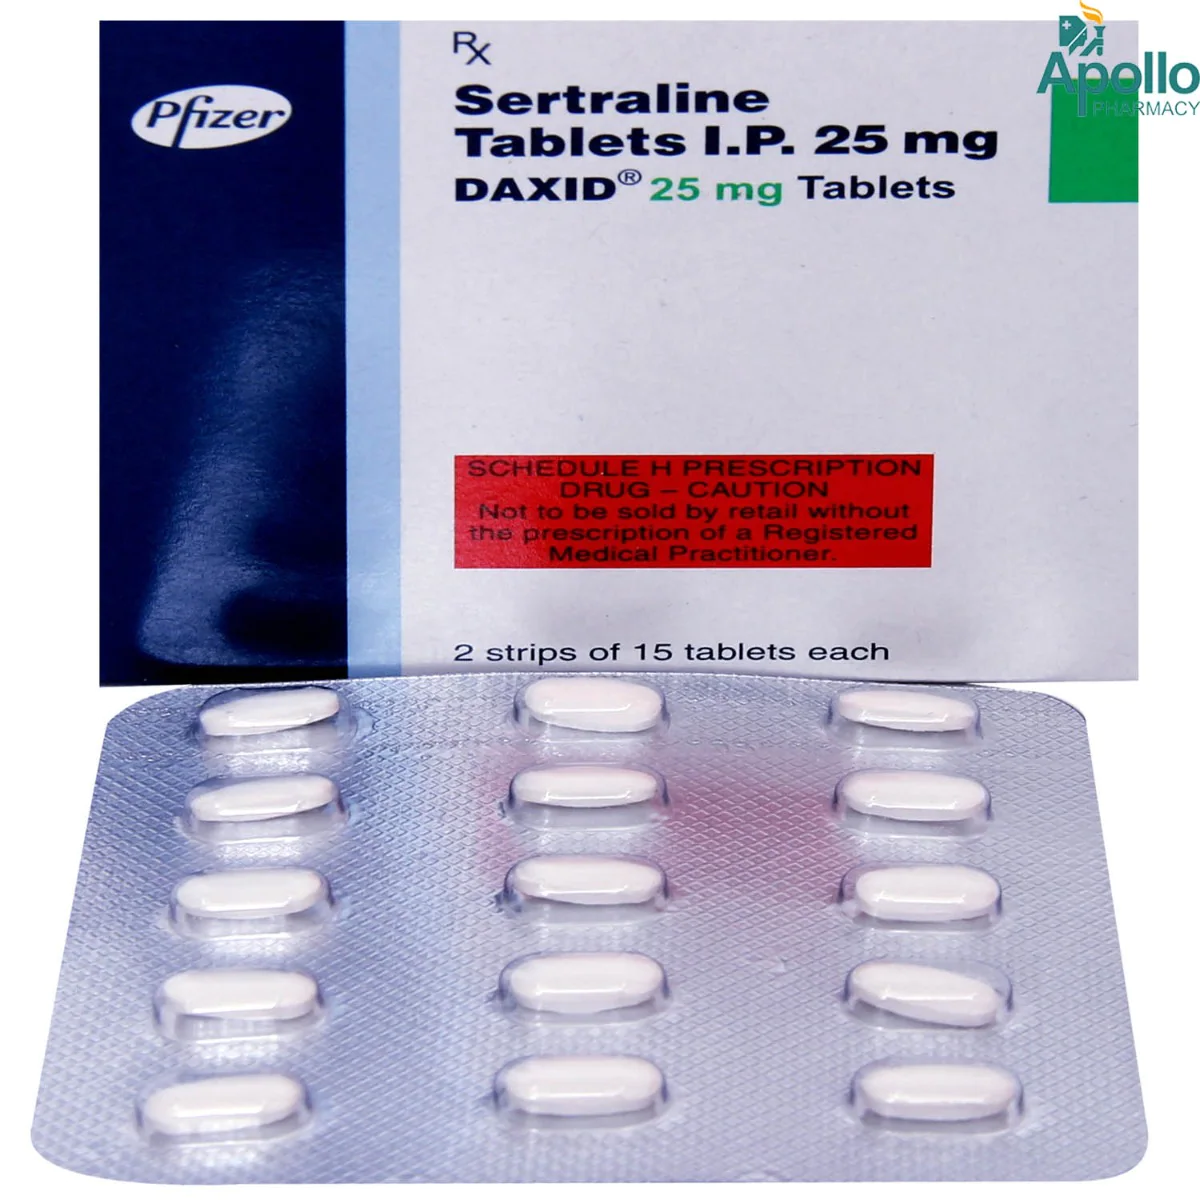 Apollo
PHARMACY
Pfizer
Rx
Sertraline
Tablets I.P. 25 mg
DAXID® 25 mg Tablets
SCHEDULE H PRESCRIPTION
DRUG – CAUTION
Not to be sold by retail without
the prescription of a Registered
Medical Practitioner.
2 strips of 15 tablets each